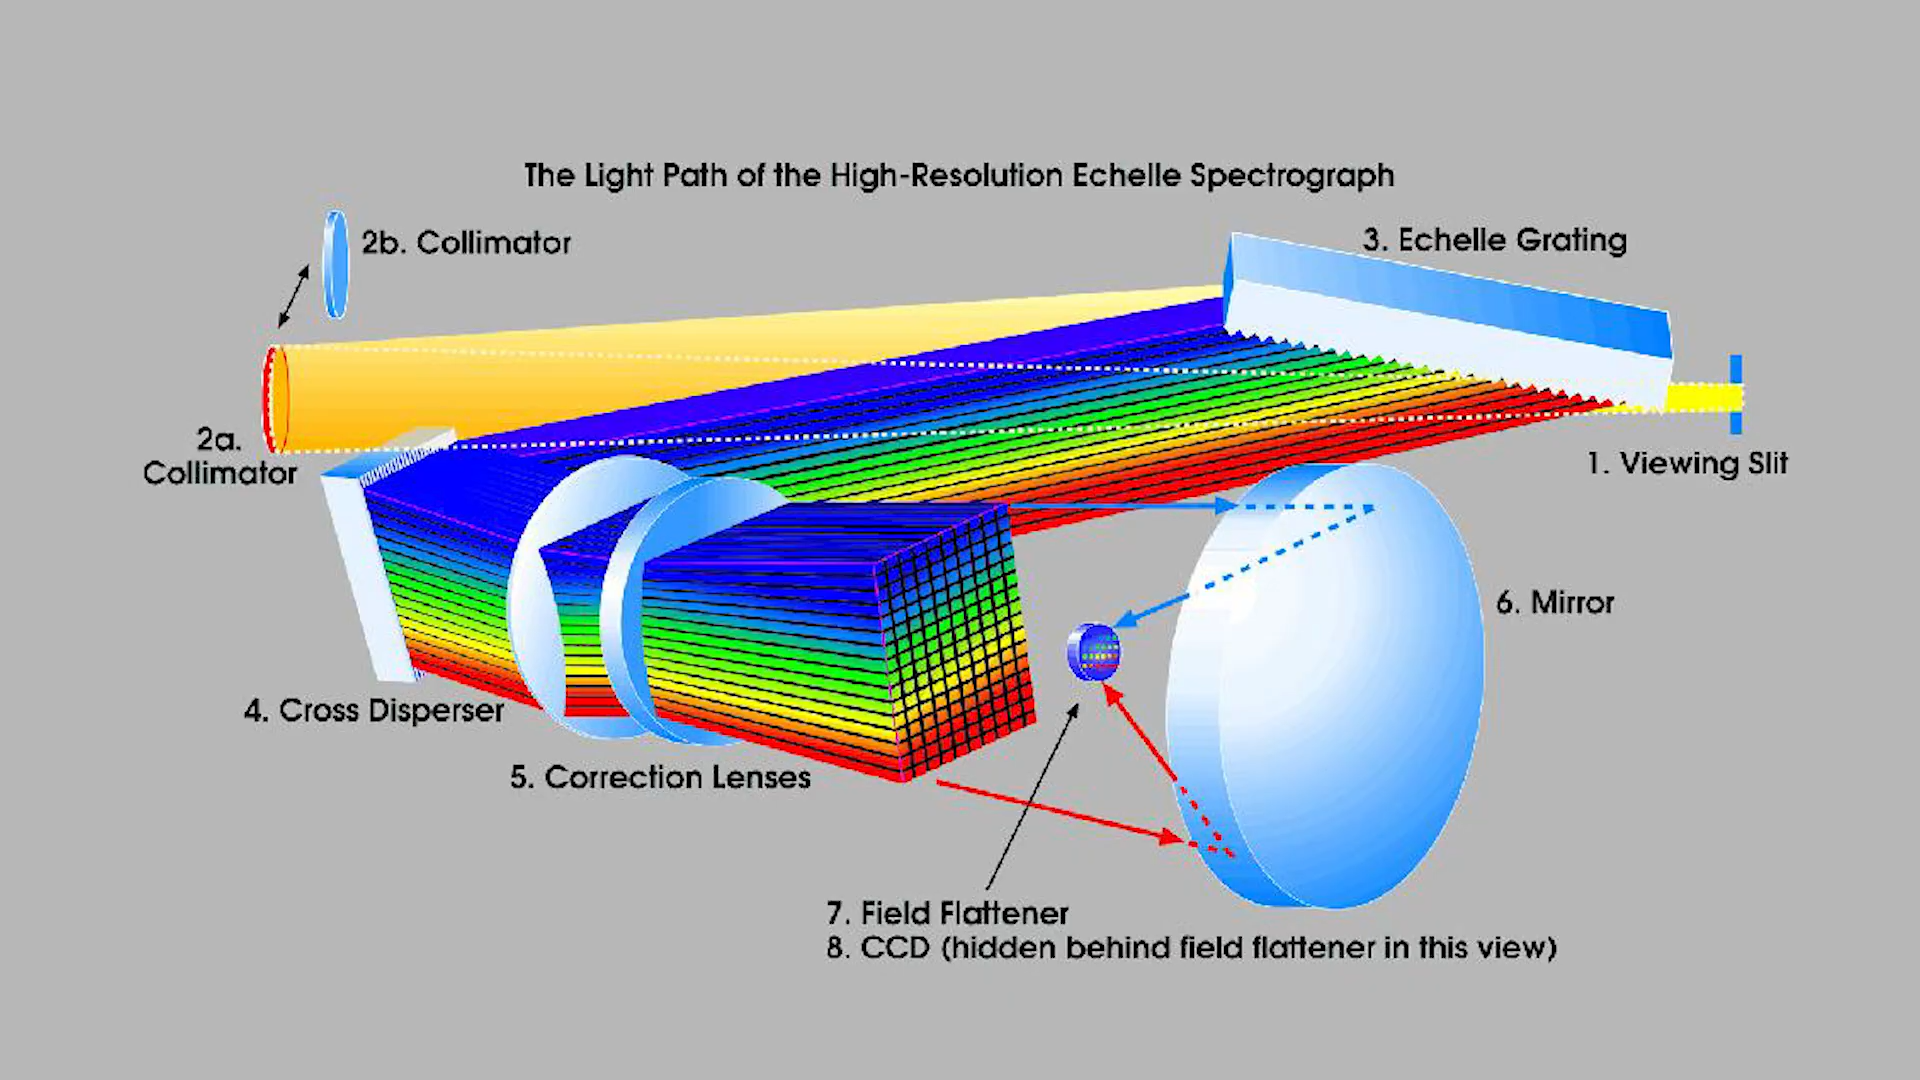 The Light Path of the High-Resolution Echelle Spectrograph
2b. Collimator
3. Echelle Grating
2a.
Collimator
1. Viewing Slit
6. Mirror
4. Cross Disperser
5. Correction Lenses
7. Field Flattener
8. CCD (hidden behind field flattener in this view)